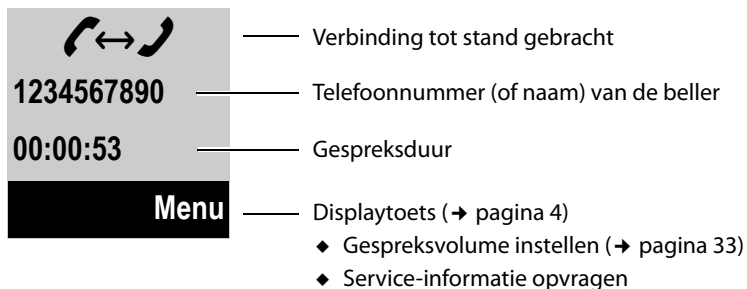 Verbinding tot stand gebracht
1234567890 Telefoonnummer (of naam) van de beller
00:00:53 Gespreksduur
Menu Displaytoets (➔ pagina 4)
◆ Gespreksvolume instellen (➔ pagina 33)
◆ Service-informatie opvragen